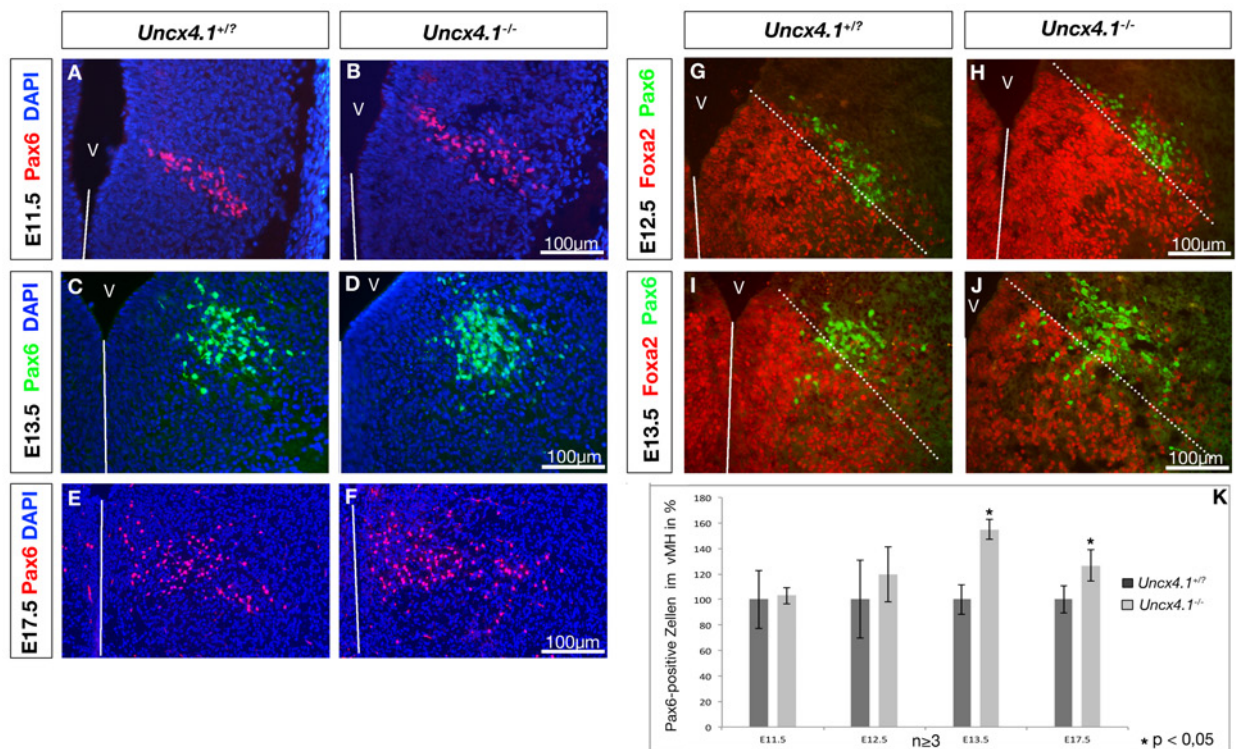 Uncx4.1+/?
Uncx4.1-/-
Uncx4.1+/?
Uncx4.1-/-
E11.5 Pax6 DAPI
A
V
B
V
100µm
E12.5 Foxa2 Pax6
G
V
H
V
100µm
E13.5 Pax6 DAPI
C
V
D
V
100µm
E13.5 Foxa2 Pax6
I
V
J
V
100µm
E17.5 Pax6 DAPI
E
F
100µm
K
Pax6-positive Zellen im vMH in %
180
160
140
120
100
80
60
40
20
0
*
*
Uncx4.1+/?
Uncx4.1-/-
E11.5
E12.5
E13.5
E17.5
n≥3
* p < 0,05